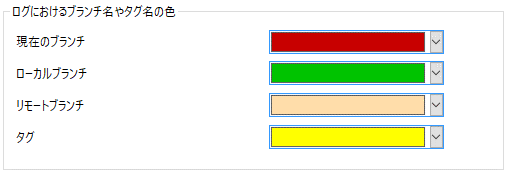 ログにおけるブランチ名やタグ名の色
現在のブランチ
ローカルブランチ
リモートブランチ
タグ